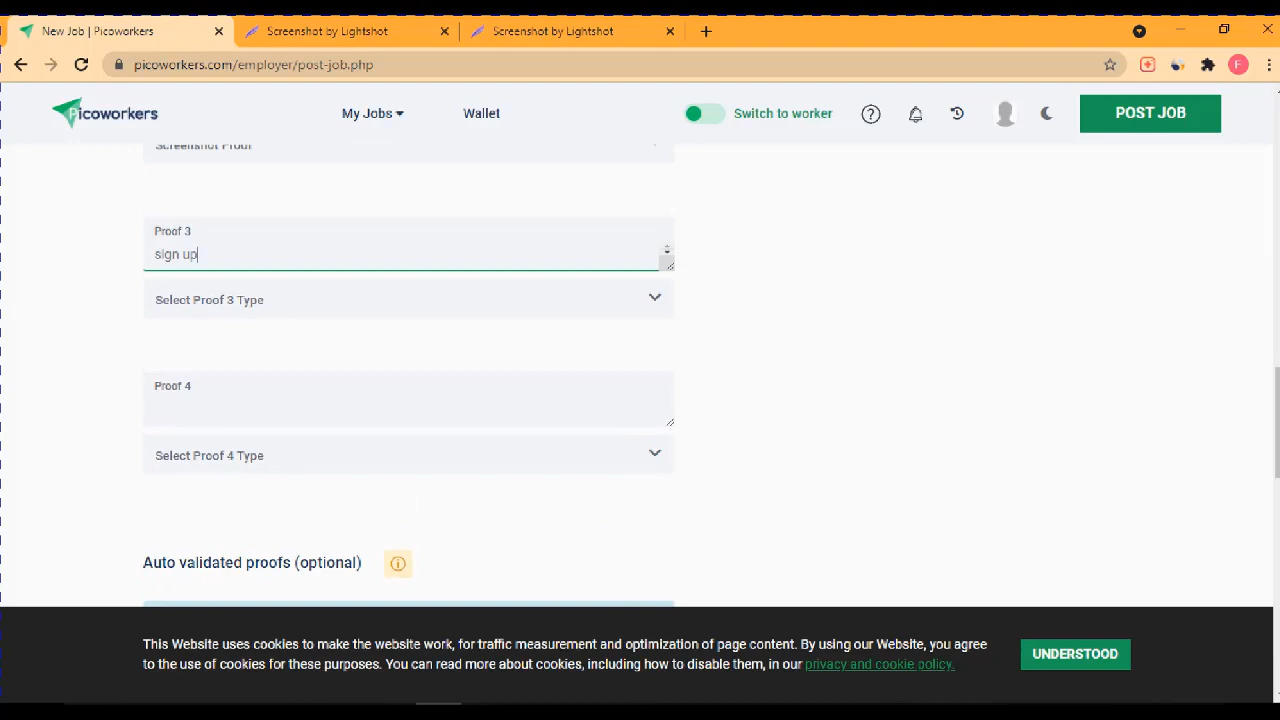 New Job | Picoworkers
Screenshot by Lightshot
Screenshot by Lightshot
picoworkers.com/employer/post-job.php
F
Picoworkers
My Jobs
Wallet
Switch to worker
POST JOB
Screenshot Proof
Proof 3
sign up
Select Proof 3 Type
Proof 4
Select Proof 4 Type
Auto validated proofs (optional)
This Website uses cookies to make the website work, for traffic measurement and optimization of page content. By using our Website, you agree
to the use of cookies for these purposes. You can read more about cookies, including how to disable them, in our privacy and cookie policy.
UNDERSTOOD